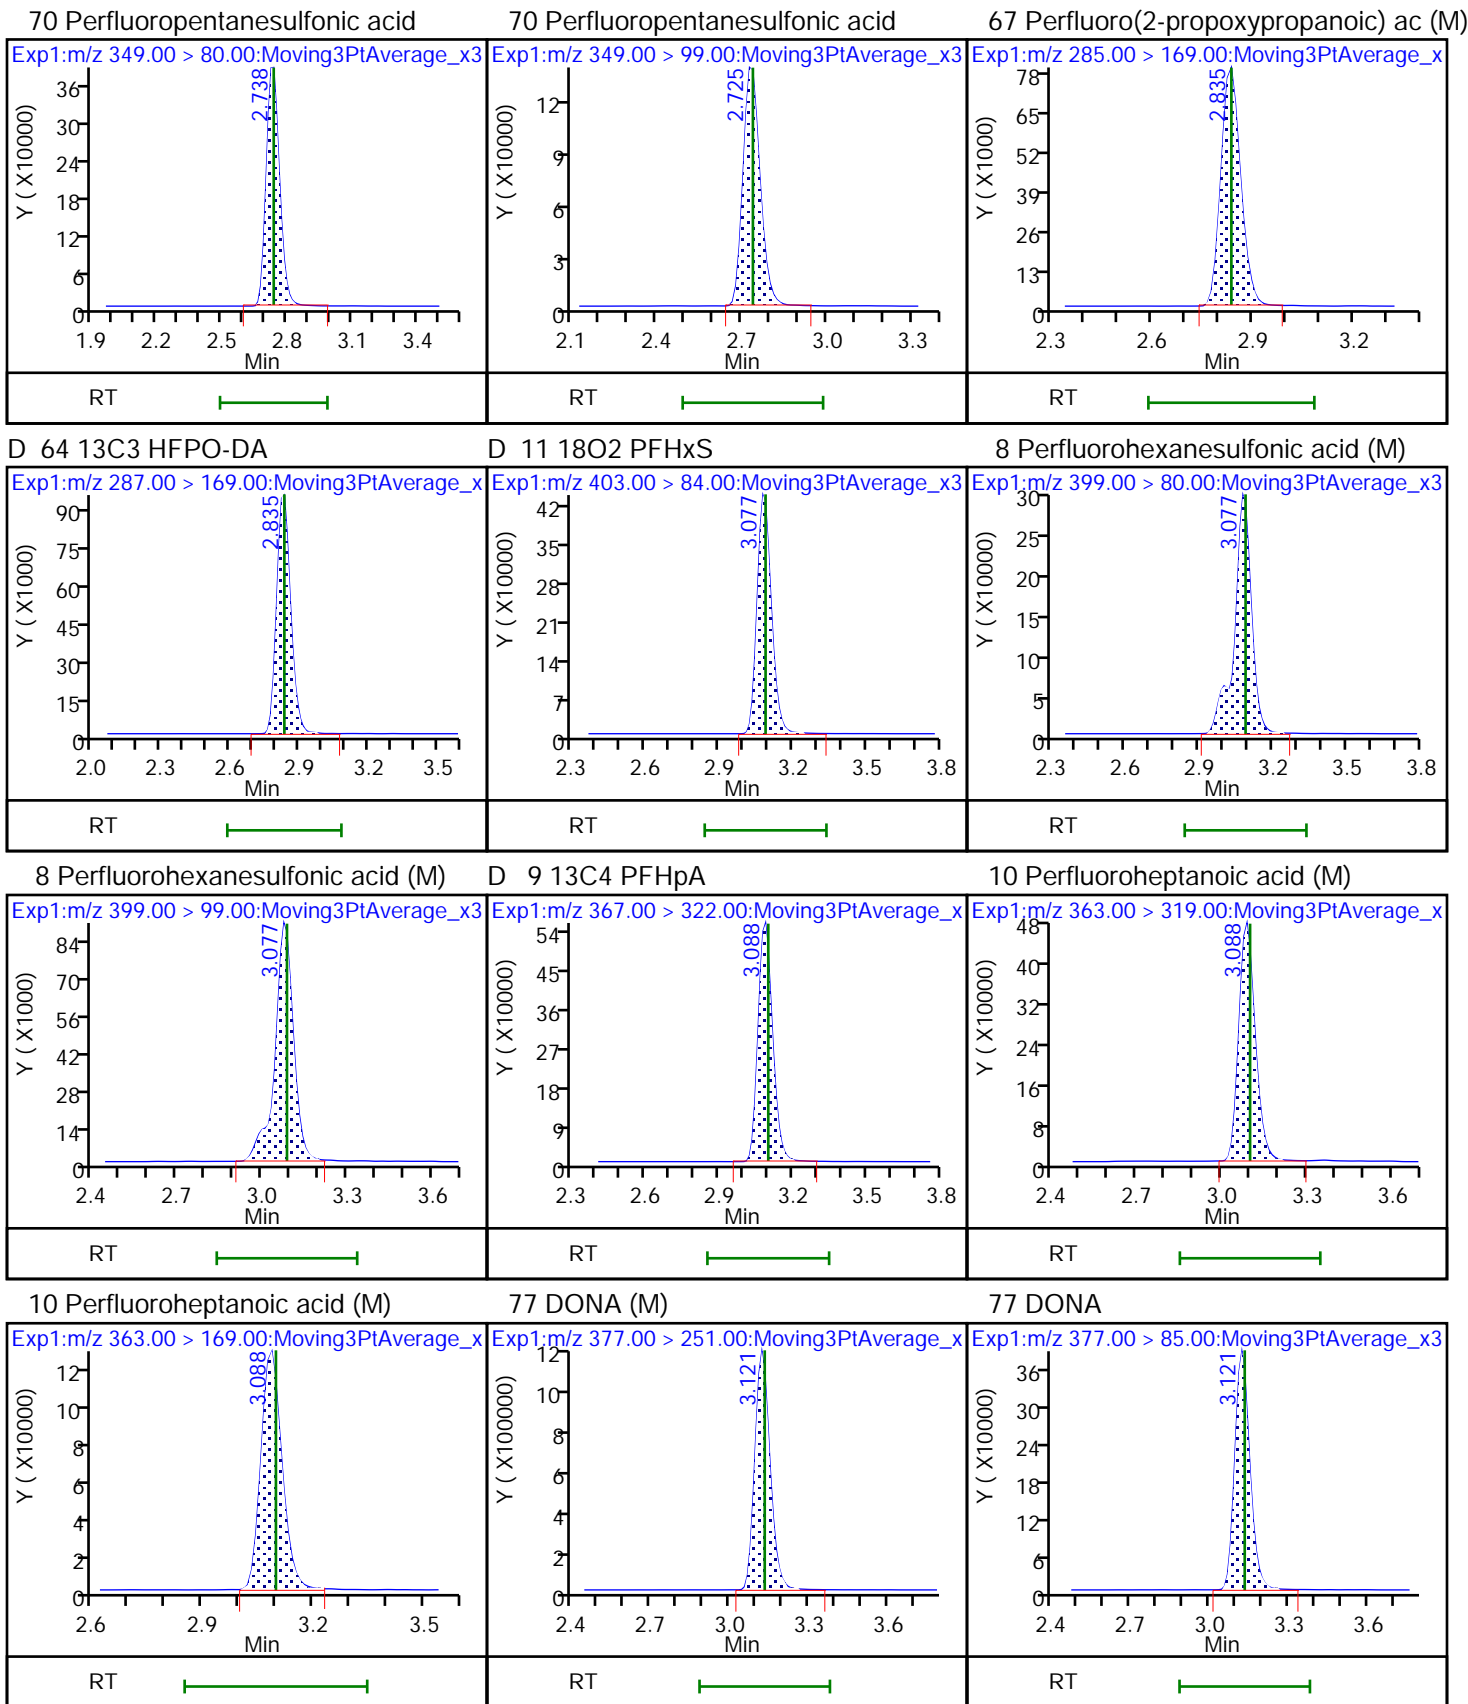 70 Perfluoropentanesulfonic acid
Exp1:m/z 349.00 > 80.00:Moving3PtAverage_x3
2.738
Y ( X10000)
36
30
24
18
12
6
0
1.9 2.2 2.5 2.8 3.1 3.4
Min
RT
70 Perfluoropentanesulfonic acid
Exp1:m/z 349.00 > 99.00:Moving3PtAverage_x3
2.725
Y ( X10000)
12
9
6
3
0
2.1 2.4 2.7 3.0 3.3
Min
RT
67 Perfluoro(2-propoxypropanoic) ac (M)
Exp1:m/z 285.00 > 169.00:Moving3PtAverage_x
2.835
Y ( X1000)
78
65
52
39
26
13
0
2.3 2.6 2.9 3.2
Min
RT
D 64 13C3 HFPO-DA
Exp1:m/z 287.00 > 169.00:Moving3PtAverage_x
2.835
Y ( X1000)
90
75
60
45
30
15
0
2.0 2.3 2.6 2.9 3.2 3.5
Min
RT
D 11 18O2 PFHxS
Exp1:m/z 403.00 > 84.00:Moving3PtAverage_x3
3.077
Y ( X10000)
42
35
28
21
14
7
0
2.3 2.6 2.9 3.2 3.5 3.8
Min
RT
8 Perfluorohexanesulfonic acid (M)
Exp1:m/z 399.00 > 80.00:Moving3PtAverage_x3
3.077
Y ( X10000)
30
25
20
15
10
5
0
2.3 2.6 2.9 3.2 3.5 3.8
Min
RT
8 Perfluorohexanesulfonic acid (M)
Exp1:m/z 399.00 > 99.00:Moving3PtAverage_x3
3.077
Y ( X1000)
84
70
56
42
28
14
0
2.4 2.7 3.0 3.3 3.6
Min
RT
D 9 13C4 PFHpA
Exp1:m/z 367.00 > 322.00:Moving3PtAverage_x
3.088
Y ( X10000)
54
45
36
27
18
9
0
2.3 2.6 2.9 3.2 3.5 3.8
Min
RT
10 Perfluoroheptanoic acid (M)
Exp1:m/z 363.00 > 319.00:Moving3PtAverage_x
3.088
Y ( X10000)
48
40
32
24
16
8
0
2.4 2.7 3.0 3.3 3.6
Min
RT
10 Perfluoroheptanoic acid (M)
Exp1:m/z 363.00 > 169.00:Moving3PtAverage_x
3.088
Y ( X10000)
12
10
8
6
4
2
0
2.6 2.9 3.2 3.5
Min
RT
77 DONA (M)
Exp1:m/z 377.00 > 251.00:Moving3PtAverage_x
3.121
Y ( X100000)
12
10
8
6
4
2
0
2.4 2.7 3.0 3.3 3.6
Min
RT
77 DONA
Exp1:m/z 377.00 > 85.00:Moving3PtAverage_x3
3.121
Y ( X10000)
36
30
24
18
12
6
0
2.4 2.7 3.0 3.3 3.6
Min
RT